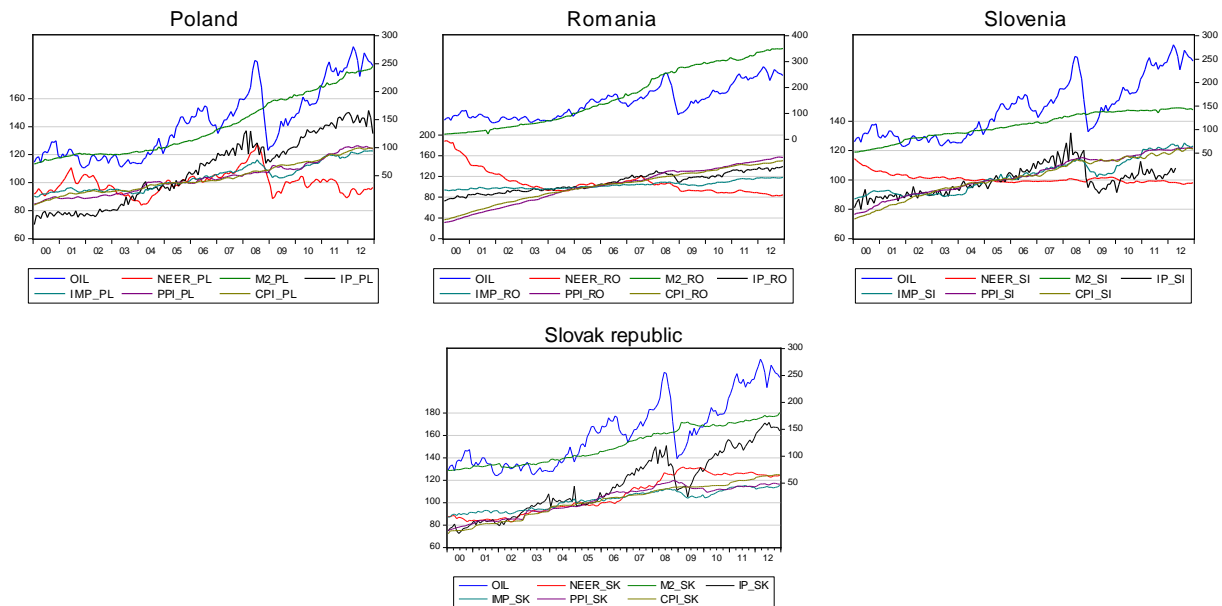 Poland
300
250
200
150
100
50
160
140
120
100
80
60
00 01 02 03 04 05 06 07 08 09 10 11 12
OIL NEER_PL M2_PL IP_PL
IMP_PL PPI_PL CPI_PL
Romania
400
300
200
100
0
200
160
120
80
40
0
00 01 02 03 04 05 06 07 08 09 10 11 12
OIL NEER_RO M2_RO IP_RO
IMP_RO PPI_RO CPI_RO
Slovenia
300
250
200
150
100
50
140
120
100
80
60
00 01 02 03 04 05 06 07 08 09 10 11 12
OIL NEER_SI M2_SI IP_SI
IMP_SI PPI_SI CPI_SI
Slovak republic
300
250
200
150
100
50
180
160
140
120
100
80
60
00 01 02 03 04 05 06 07 08 09 10 11 12
OIL NEER_SK M2_SK IP_SK
IMP_SK PPI_SK CPI_SK